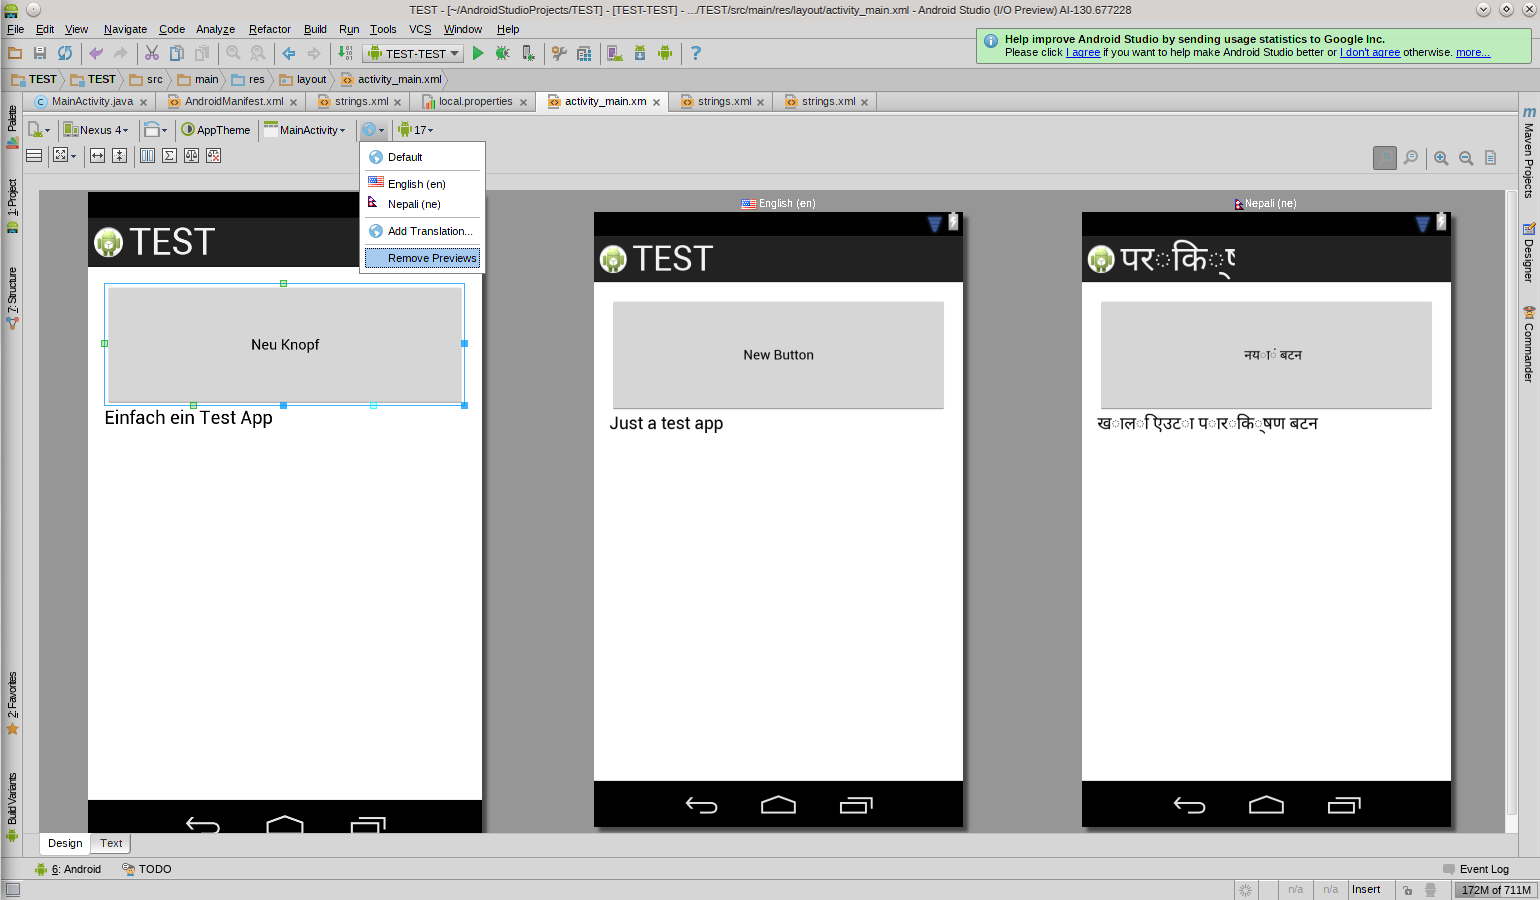 TEST - [~/AndroidStudioProjects/TEST] - [TEST-TEST] - .../TEST/src/main/res/layout/activity_main.xml - Android Studio (I/O Preview) AI-130.677228
File Edit View Navigate Code Analyze Refactor Build Run Tools VCS Window Help
Help improve Android Studio by sending usage statistics to Google Inc.
Please click I agree if you want to help make Android Studio better or I don't agree otherwise. more...
TEST-TEST
TEST TEST src main res layout activity_main.xml
MainActivity.java AndroidManifest.xml strings.xml local.properties activity_main.xm strings.xml strings.xml
Nexus 4 AppTheme MainActivity 17
Default
English (en)
Nepali (ne)
Add Translation...
Remove Previews
Palette
1: Project
7: Structure
2: Favorites
Build Variants
Maven Projects
Designer
Commander
TEST
Neu Knopf
Einfach ein Test App
English (en)
TEST
New Button
Just a test app
Nepali (ne)
पर◌कि◌्ष
नय◌ा◌ं बटन
ख◌ाल◌ि एउट◌ा प◌ार◌कि◌्षण बटन
Design Text
6: Android TODO
Event Log
n/a n/a Insert 172M of 711M